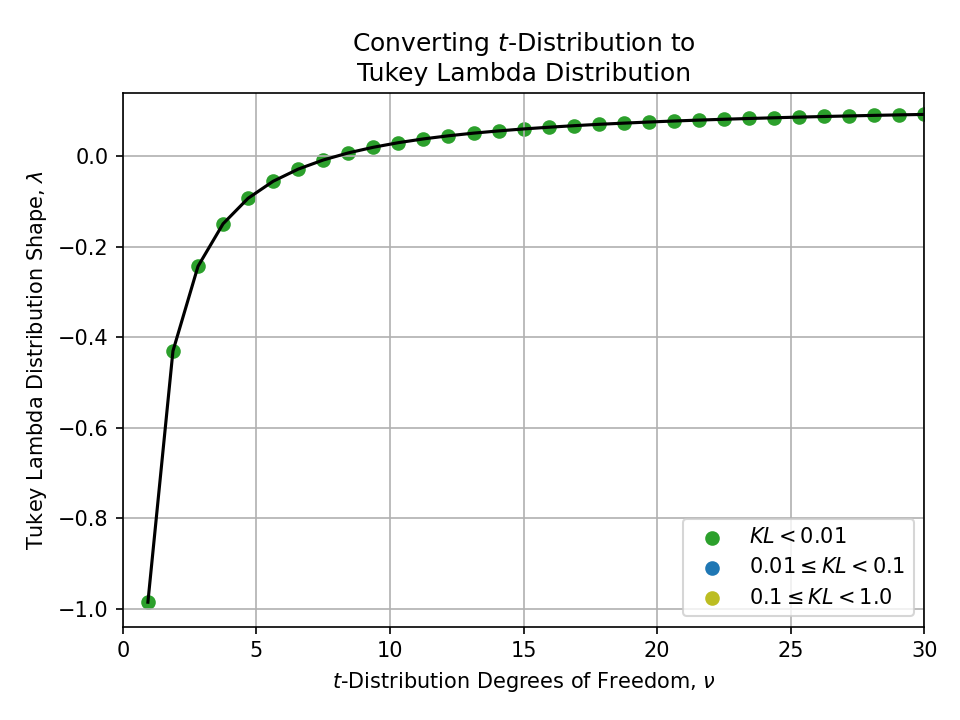 Converting t-Distribution to
Tukey Lambda Distribution
Tukey Lambda Distribution Shape, λ
0.0
−0.2
−0.4
−0.6
−0.8
−1.0
KL < 0.01
0.01 ≤ KL < 0.1
0.1 ≤ KL < 1.0
0 5 10 15 20 25 30
t-Distribution Degrees of Freedom, ν